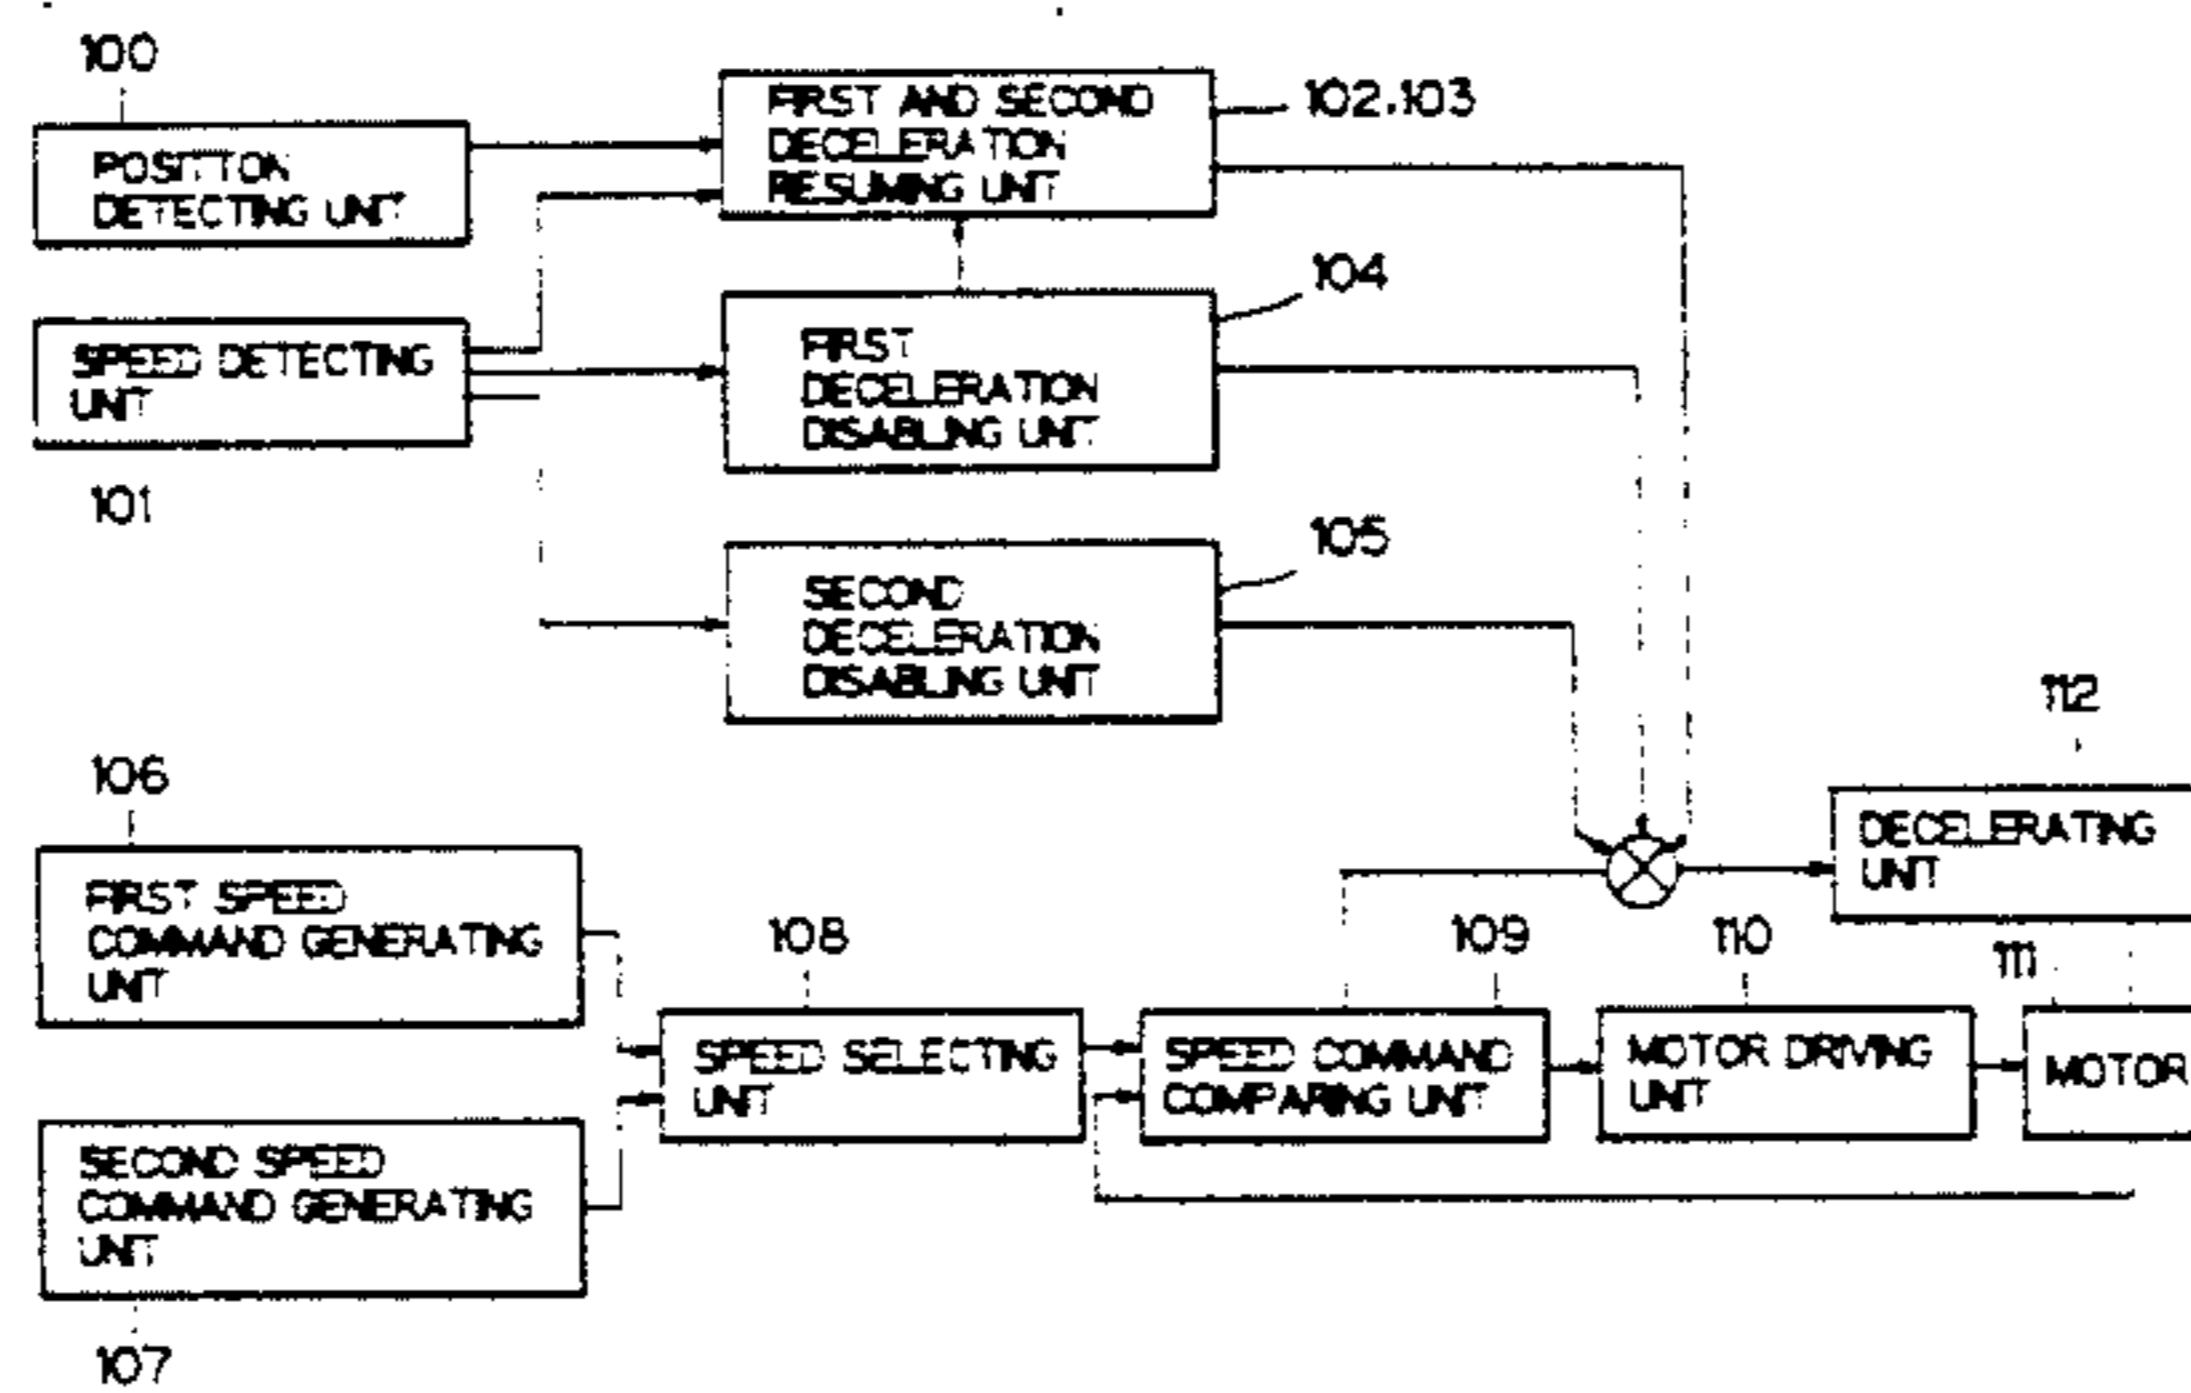 100
POSITION
DETECTING UNIT
FIRST AND SECOND
DECELERATION
RESUMING UNIT
102,103
SPEED DETECTING
UNIT
101
FIRST
DECELERATION
DISABLING UNIT
104
SECOND
DECELERATION
DISABLING UNIT
105
106
FIRST SPEED
COMMAND GENERATING
UNIT
SECOND SPEED
COMMAND GENERATING
UNIT
107
108
SPEED SELECTING
UNIT
109
SPEED COMMAND
COMPARING UNIT
110
MOTOR DRIVING
UNIT
111
MOTOR
112
DECELERATING
UNIT